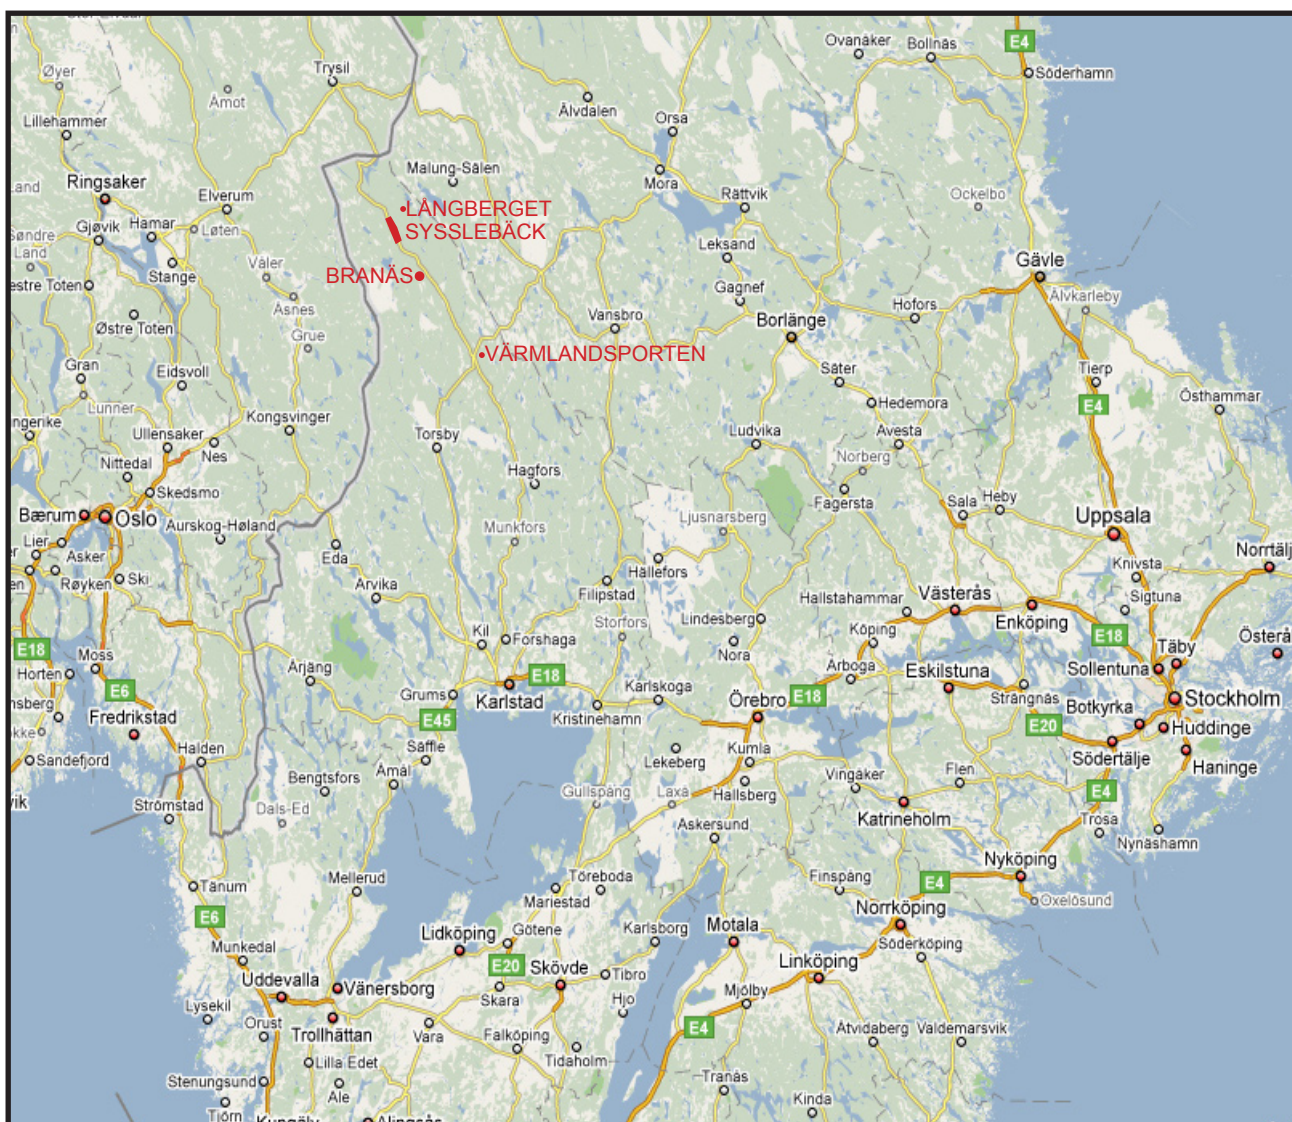 E4
Ovanåker
Bollnäs
Söderhamn
Øyer
Trysil
Åmot
Älvdalen
Orsa
Lillehammer
Malung-Sälen
Mora
Ringsaker
Elverum
Rättvik
Ockelbo
LÅNGBERGET
SYSSLEBÄCK
Gjøvik
Hamar
Løten
Søndre
Land
Leksand
Stange
Våler
BRANÄS
Gävle
Gagnef
Älvkarleby
Åsnes
Østre Toten
Vansbro
Borlänge
Hofors
Grue
VÄRMLANDSPORTEN
Gran
Eidsvoll
Säter
Tierp
Lunner
Hedemora
Östhammar
E4
Kongsvinger
Ullensaker
Torsby
Ludvika
Avesta
Nes
Norberg
Nittedal
Hagfors
Fagersta
Skedsmo
Sala
Heby
Bærum
Oslo
Aurskog-Høland
Munkfors
Ljusnarsberg
Uppsala
Lier
Asker
Eda
Hällefors
Knivsta
Røyken
Ski
Arvika
Filipstad
Hallstahammar
Västerås
Sigtuna
Lindesberg
Enköping
E18
Storfors
Köping
E18
Moss
Kil
Forshaga
Nora
Täby
Horten
Årjäng
E18
Arboga
Eskilstuna
Sollentuna
E6
Grums
Karlstad
Karlskoga
Örebro
E18
Strängnäs
Stockholm
Fredrikstad
E45
Kristinehamn
Botkyrka
E20
Huddinge
Halden
Säffle
Kumla
Södertälje
Sandefjord
Lekeberg
Haninge
Bengtsfors
Åmål
Vingåker
Flen
Strömstad
Gullspång
Laxå
Hallsberg
E4
Dals-Ed
Katrineholm
Trosa
Askersund
Nynäshamn
Nyköping
Tanum
Mellerud
Töreboda
Finspång
E4
Mariestad
Oxelösund
E6
Norrköping
Lidköping
Götene
Karlsborg
Motala
Munkedal
Söderköping
E20
Skövde
Linköping
Uddevalla
Vänersborg
Tibro
Lysekil
Skara
Hjo
Mjölby
Orust
Trollhättan
Vara
Falköping
E4
Åtvidaberg
Valdemarsvik
Lilla Edet
Tidaholm
Stenungsund
Ale
Tranås
Tjörn
Kinda